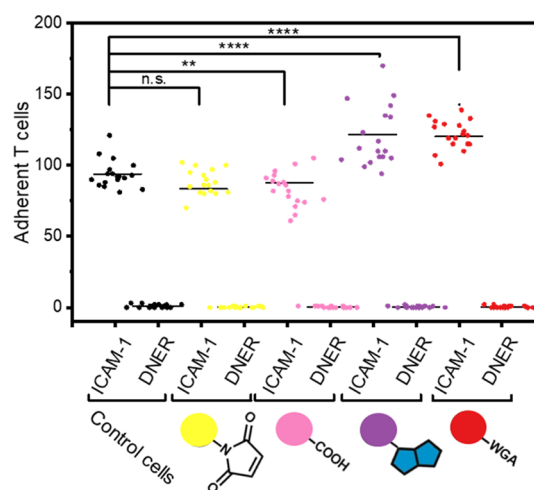 200
150
100
50
0
Adherent T cells
****
****
**
n.s.
ICAM-1
DNER
ICAM-1
DNER
ICAM-1
DNER
ICAM-1
DNER
ICAM-1
DNER
Control cells
O
N
O
COOH
WGA